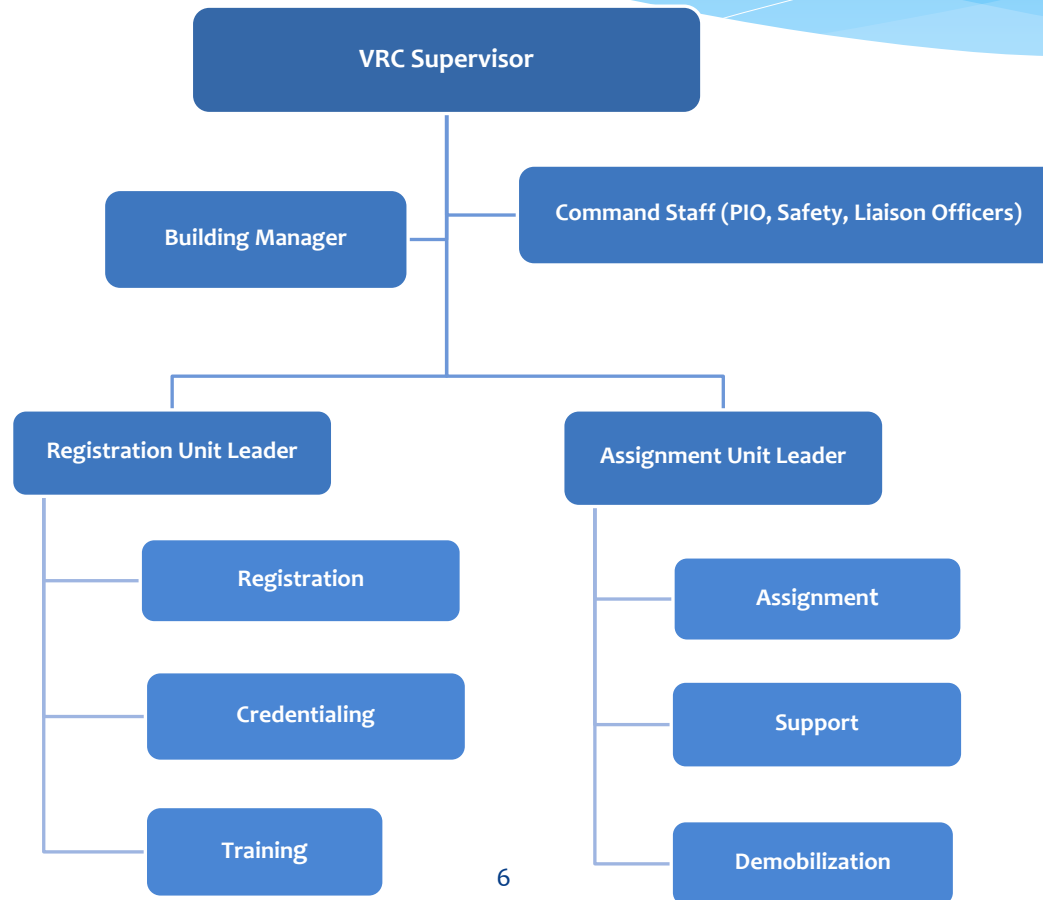 VRC Supervisor
Command Staff (PIO, Safety, Liaison Officers)
Building Manager
Registration Unit Leader
Assignment Unit Leader
Registration
Assignment
Credentialing
Support
Training
Demobilization
6